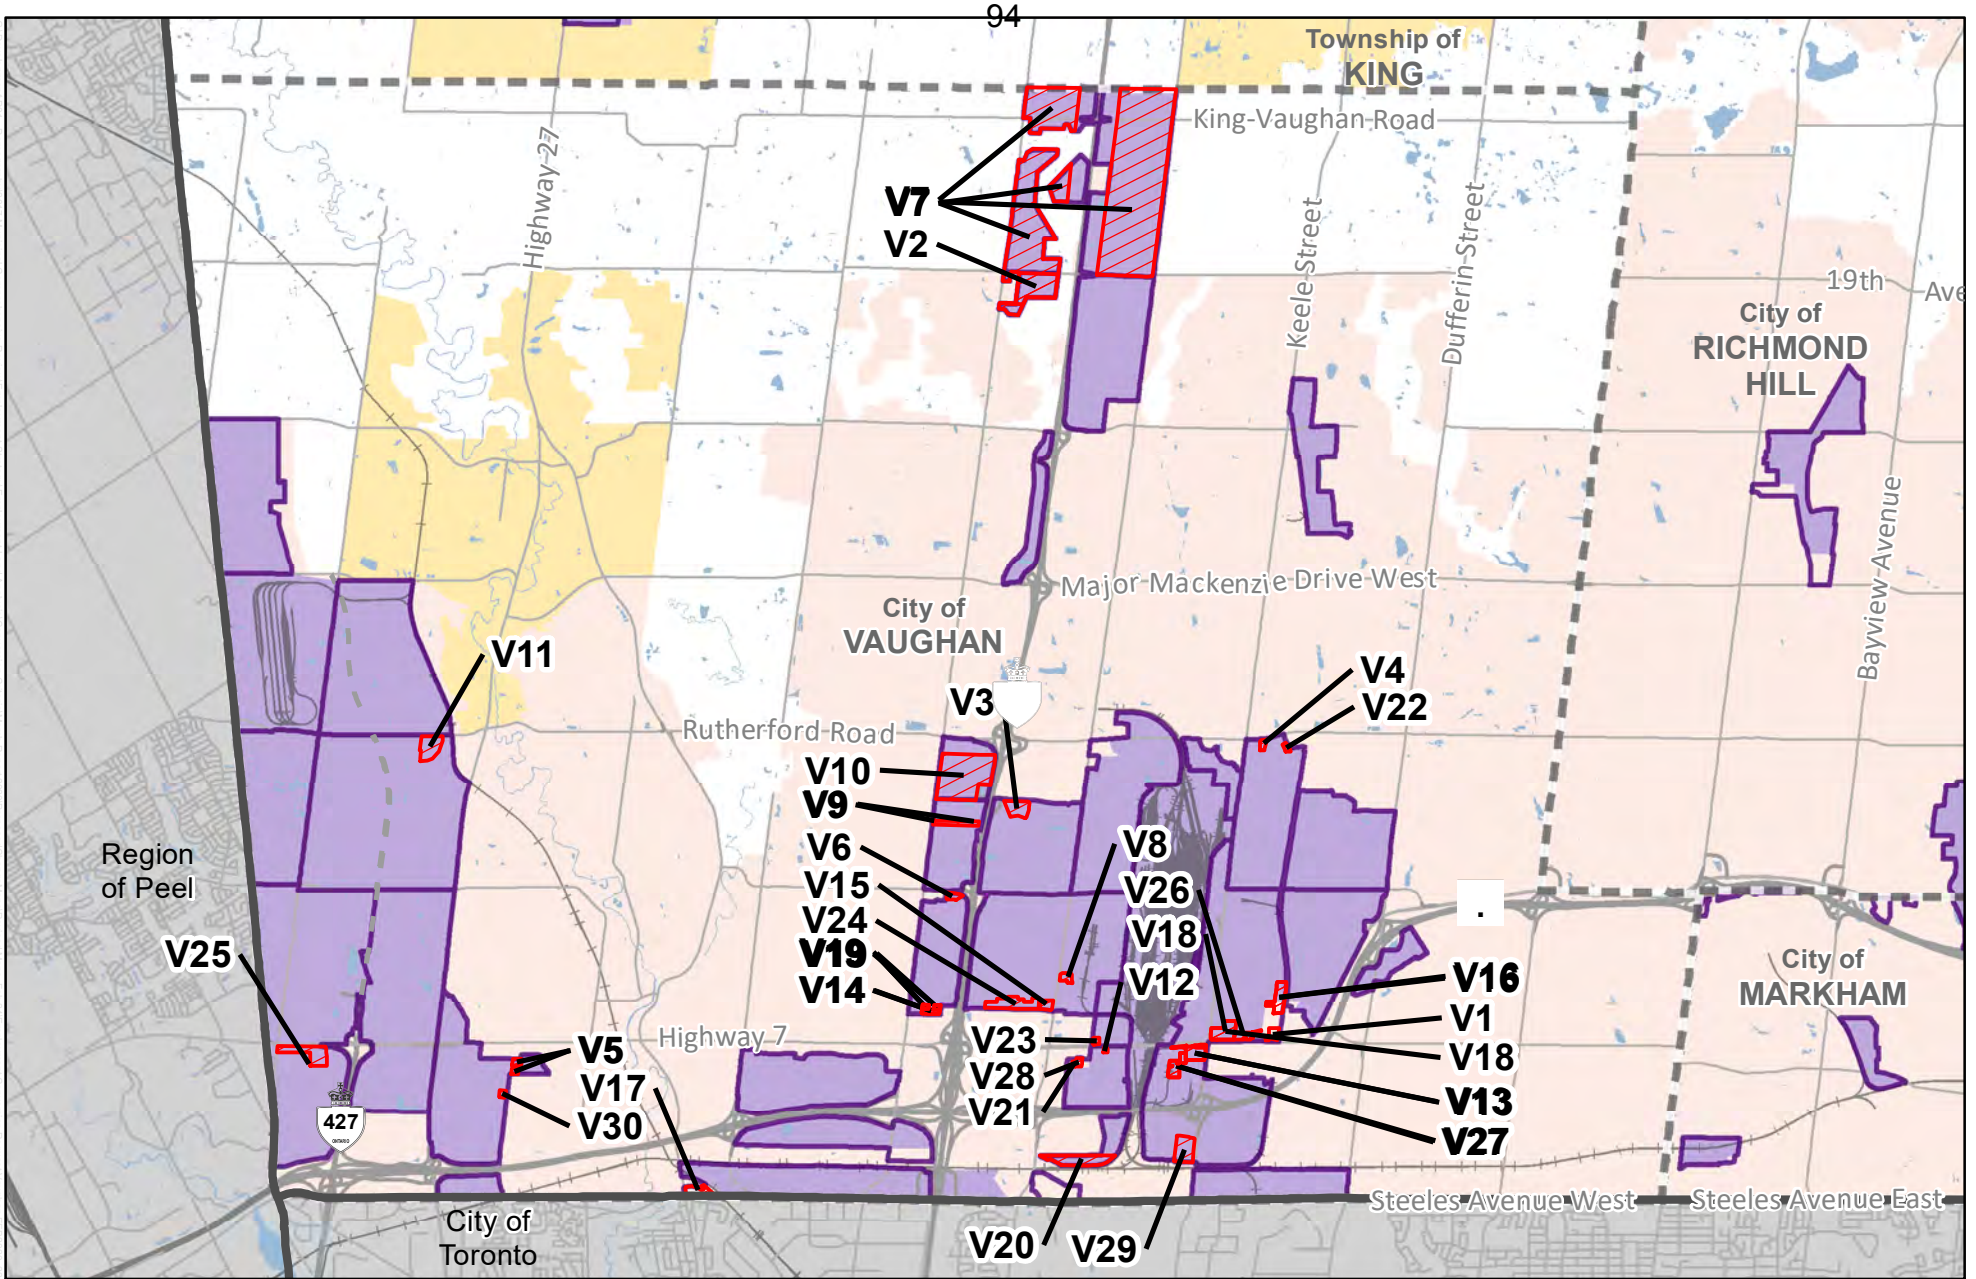 94
Township of
KING
King-Vaughan Road
Highway 27
V7
V2
Keele Street
Dufferin Street
19th Ave
City of
RICHMOND
HILL
Bayview Avenue
Major Mackenzie Drive West
City of
VAUGHAN
V11
V3
V4
V22
Rutherford Road
V10
V9
V6
V8
V15
V26
V24
V18
V19
V14
V12
Region
of Peel
.
V25
V16
City of
MARKHAM
V1
Highway 7
V23
V18
V5
V28
V17
V21
V13
V30
V27
427
ONTARIO
Steeles Avenue West
Steeles Avenue East
City of
Toronto
V20
V29